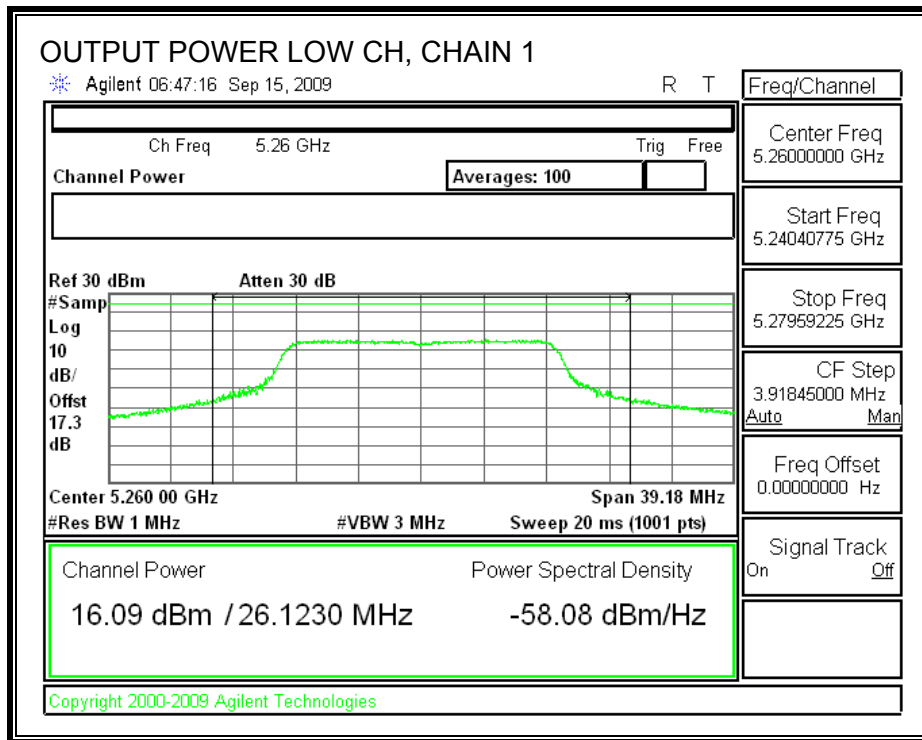 OUTPUT POWER LOW CH, CHAIN 1
Agilent 06:47:16 Sep 15, 2009 R T
Freq/Channel
Ch Freq 5.26 GHz Trig Free
Channel Power Averages: 100
Center Freq
5.26000000 GHz
Start Freq
5.24040775 GHz
Stop Freq
5.27959225 GHz
CF Step
3.91845000 MHz
Auto Man
Freq Offset
0.00000000 Hz
Signal Track
On Off
Ref 30 dBm Atten 30 dB
#Samp
Log
10
dB/
Offst
17.3
dB
Center 5.260 00 GHz Span 39.18 MHz
#Res BW 1 MHz #VBW 3 MHz Sweep 20 ms (1001 pts)
Channel Power Power Spectral Density
16.09 dBm / 26.1230 MHz -58.08 dBm/Hz
Copyright 2000-2009 Agilent Technologies